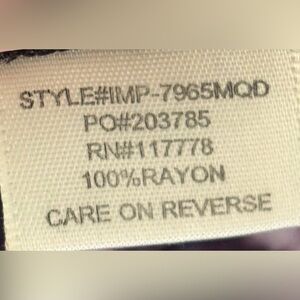 STYLE#IMP-7965MQD
PO#203785
RN#117778
100%RAYON
CARE ON REVERSE